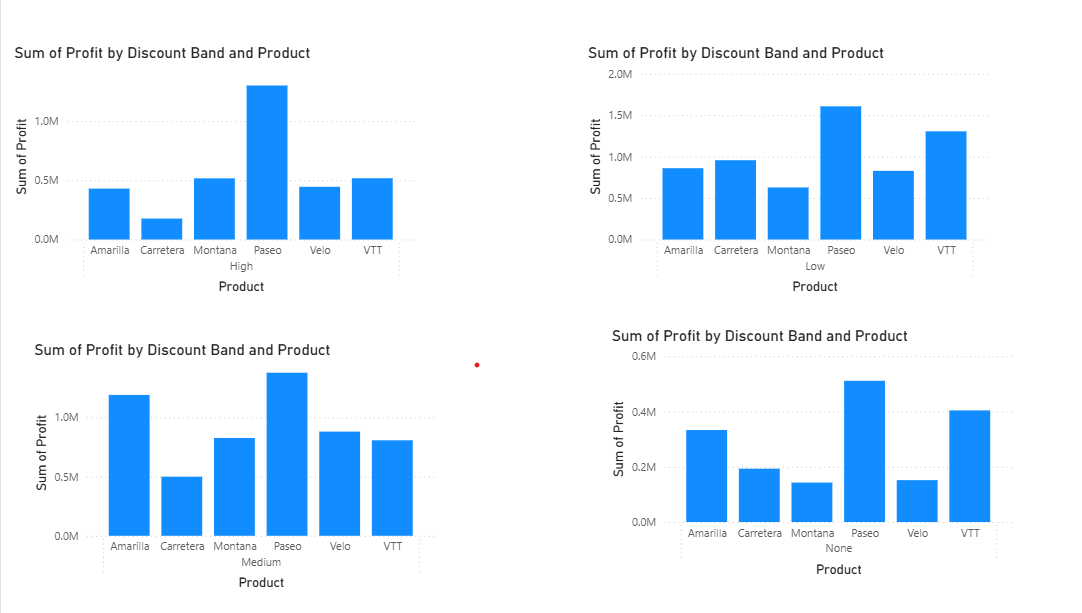 Sum of Profit by Discount Band and Product
Sum of Profit
1.0M
0.5M
0.0M
Amarilla Carretera Montana Paseo Velo VTT
High
Product
Sum of Profit by Discount Band and Product
Sum of Profit
2.0M
1.5M
1.0M
0.5M
0.0M
Amarilla Carretera Montana Paseo Velo VTT
Low
Product
Sum of Profit by Discount Band and Product
Sum of Profit
1.0M
0.5M
0.0M
Amarilla Carretera Montana Paseo Velo VTT
Medium
Product
Sum of Profit by Discount Band and Product
Sum of Profit
0.6M
0.4M
0.2M
0.0M
Amarilla Carretera Montana Paseo Velo VTT
None
Product